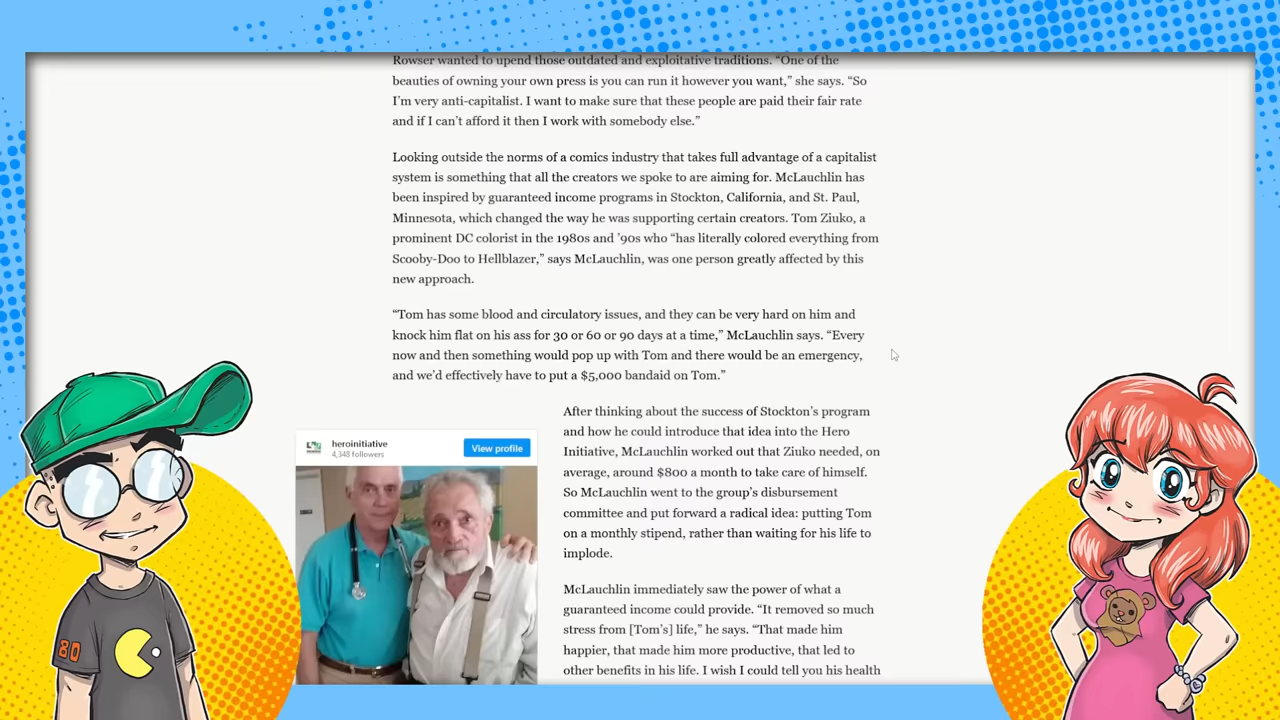 Rowser wanted to upend those outdated and exploitative traditions. “One of the
beauties of owning your own press is you can run it however you want,” she says. “So
I’m very anti-capitalist. I want to make sure that these people are paid their fair rate
and if I can’t afford it then I work with somebody else.”
Looking outside the norms of a comics industry that takes full advantage of a capitalist
system is something that all the creators we spoke to are aiming for. McLauchlin has
been inspired by guaranteed income programs in Stockton, California, and St. Paul,
Minnesota, which changed the way he was supporting certain creators. Tom Ziuko, a
prominent DC colorist in the 1980s and ’90s who “has literally colored everything from
Scooby-Doo to Hellblazer,” says McLauchlin, was one person greatly affected by this
new approach.
“Tom has some blood and circulatory issues, and they can be very hard on him and
knock him flat on his ass for 30 or 60 or 90 days at a time,” McLauchlin says. “Every
now and then something would pop up with Tom and there would be an emergency,
and we’d effectively have to put a $5,000 bandaid on Tom.”
After thinking about the success of Stockton’s program
and how he could introduce that idea into the Hero
Initiative, McLauchlin worked out that Ziuko needed, on
average, around $800 a month to take care of himself.
So McLauchlin went to the group’s disbursement
committee and put forward a radical idea: putting Tom
on a monthly stipend, rather than waiting for his life to
implode.
McLauchlin immediately saw the power of what a
guaranteed income could provide. “It removed so much
stress from [Tom’s] life,” he says. “That made him
happier, that made him more productive, that led to
other benefits in his life. I wish I could tell you his health
heroinitiative
4,348 followers
View profile
80